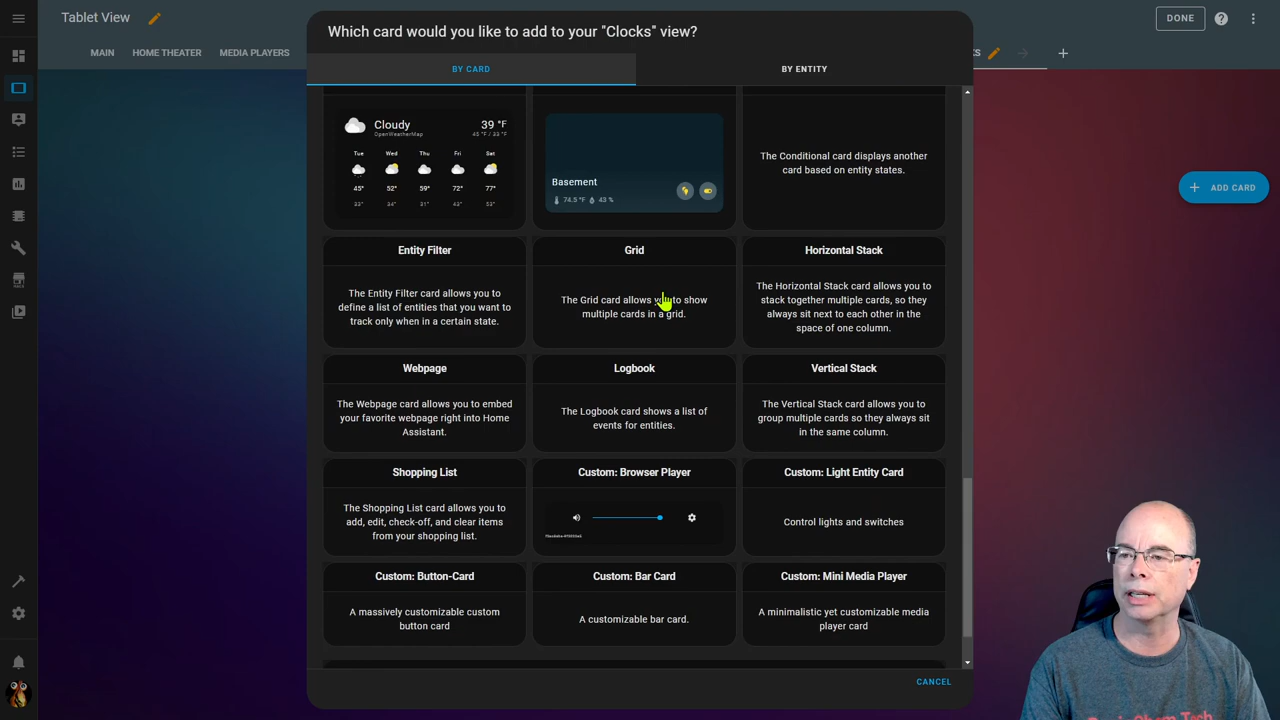 Tablet View
DONE
Which card would you like to add to your "Clocks" view?
MAIN
HOME THEATER
MEDIA PLAYERS
BY CARD
BY ENTITY
Cloudy
OpenWeatherMap
39 °F
45 °F / 33 °F
Tue Wed Thu Fri Sat
45° 52° 59° 72° 77°
33° 34° 31° 43° 53°
Basement
74.5 °F 43 %
The Conditional card displays another
card based on entity states.
ADD CARD
Entity Filter
The Entity Filter card allows you to
define a list of entities that you want to
track only when in a certain state.
Grid
The Grid card allows you to show
multiple cards in a grid.
Horizontal Stack
The Horizontal Stack card allows you to
stack together multiple cards, so they
always sit next to each other in the
space of one column.
Webpage
The Webpage card allows you to embed
your favorite webpage right into Home
Assistant.
Logbook
The Logbook card shows a list of
events for entities.
Vertical Stack
The Vertical Stack card allows you to
group multiple cards so they always sit
in the same column.
Shopping List
The Shopping List card allows you to
add, edit, check-off, and clear items
from your shopping list.
Custom: Browser Player
Custom: Light Entity Card
Control lights and switches
Custom: Button-Card
A massively customizable custom
button card
Custom: Bar Card
A customizable bar card.
Custom: Mini Media Player
A minimalistic yet customizable media
player card
CANCEL